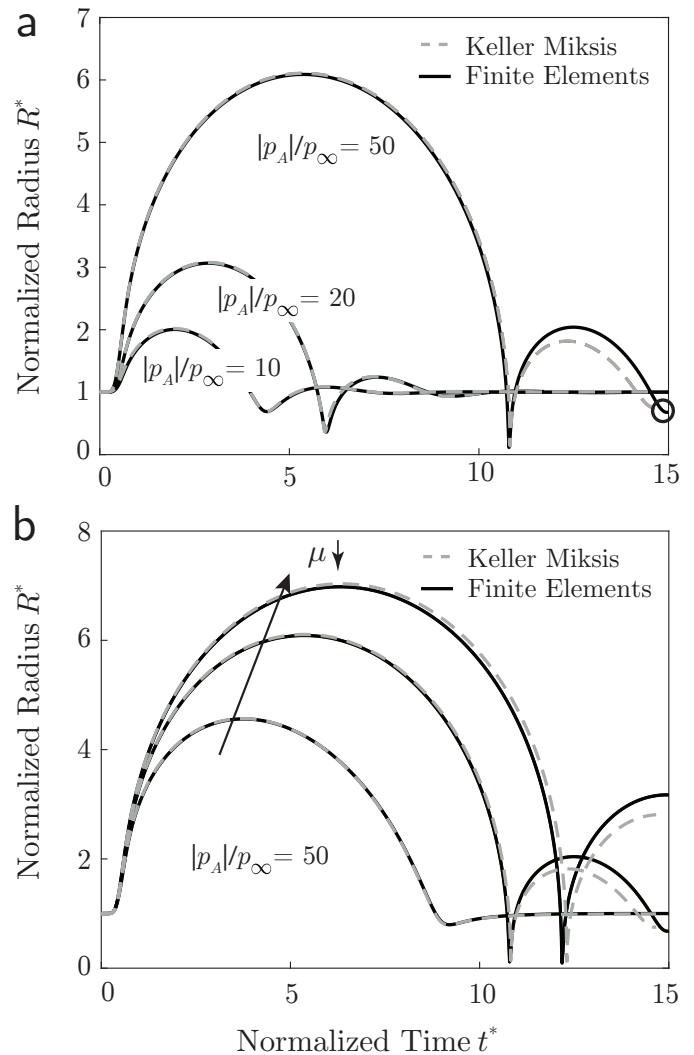 a
7
6
5
4
3
2
1
0
Normalized Radius R*
Keller Miksis
Finite Elements
|p_A|/p_∞ = 50
|p_A|/p_∞ = 20
|p_A|/p_∞ = 10
0 5 10 15
b
8
6
4
2
0
Normalized Radius R*
μ
Keller Miksis
Finite Elements
|p_A|/p_∞ = 50
0 5 10 15
Normalized Time t*